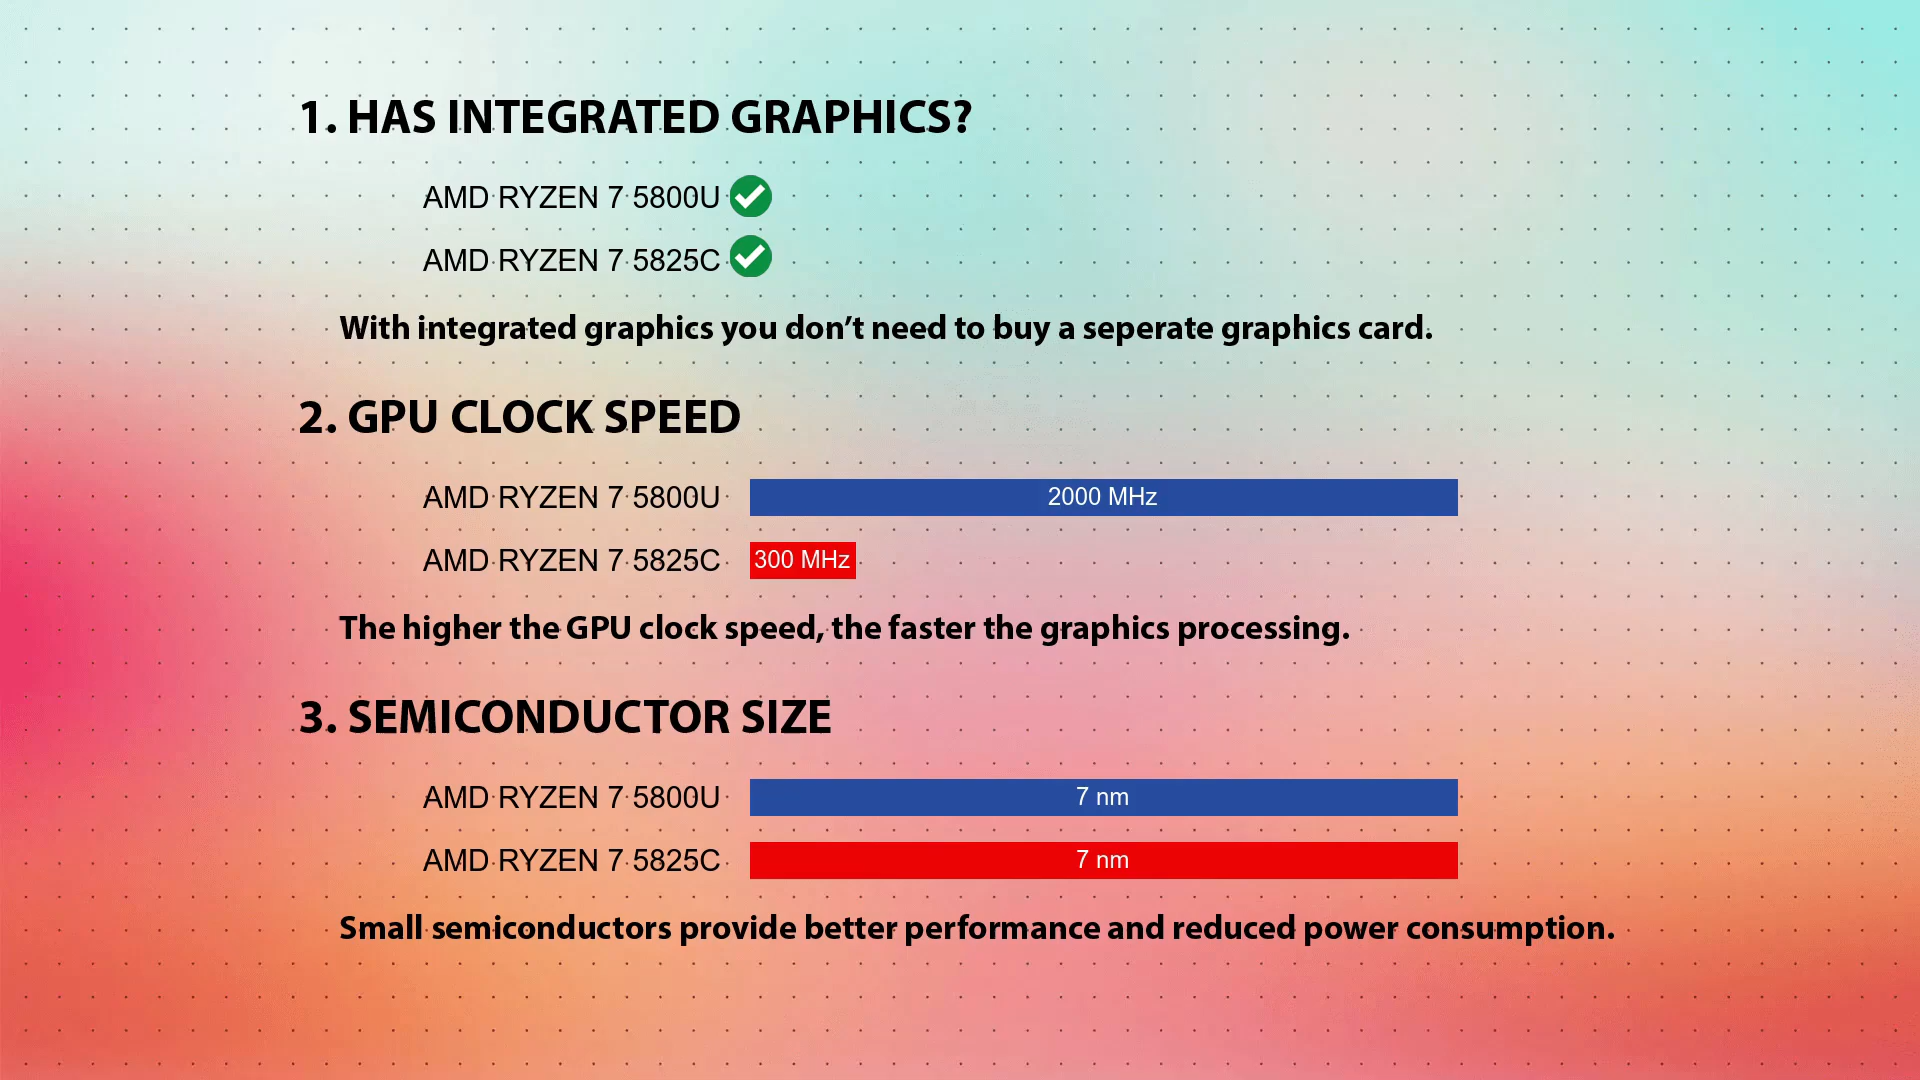 1. HAS INTEGRATED GRAPHICS?
AMD RYZEN 7 5800U
AMD RYZEN 7 5825C
With integrated graphics you don’t need to buy a seperate graphics card.
2. GPU CLOCK SPEED
AMD RYZEN 7 5800U 2000 MHz
AMD RYZEN 7 5825C 300 MHz
The higher the GPU clock speed, the faster the graphics processing.
3. SEMICONDUCTOR SIZE
AMD RYZEN 7 5800U 7 nm
AMD RYZEN 7 5825C 7 nm
Small semiconductors provide better performance and reduced power consumption.